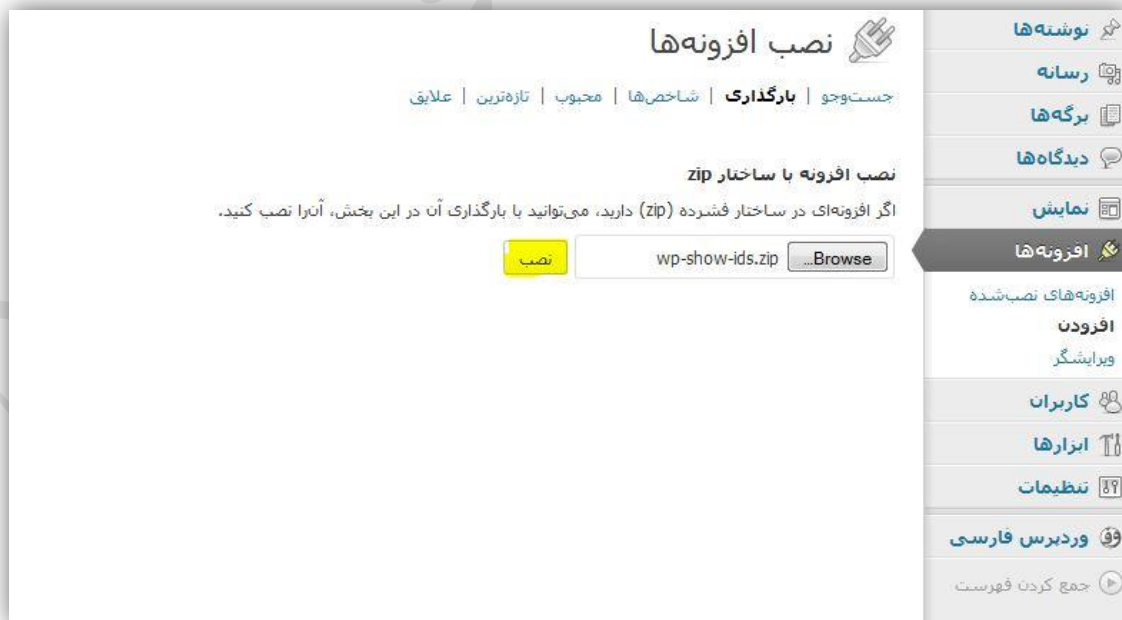 نصب افزونه‌ها
جست‌وجو | بارگذاری | شاخص‌ها | محبوب | تازه‌ترین | علایق
نصب افزونه با ساختار zip
اگر افزونه‌ای در ساختار فشرده (zip) دارید، می‌توانید با بارگذاری آن در این بخش، آن‌را نصب کنید.
Browse... wp-show-ids.zip نصب
نوشته‌ها
رسانه
برگه‌ها
دیدگاه‌ها
نمایش
افزونه‌ها
افزونه‌های نصب‌شده
افزودن
ویرایشگر
کاربران
ابزارها
تنظیمات
وردپرس فارسی
جمع کردن فهرست